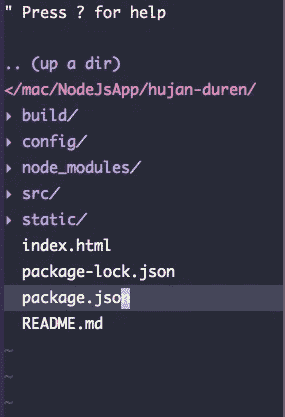 " Press ? for help
.. (up a dir)
</mac/NodeJsApp/hujan-duren/
▸ build/
▸ config/
▸ node_modules/
▸ src/
▸ static/
index.html
package-lock.json
package.json
README.md
~
~
~